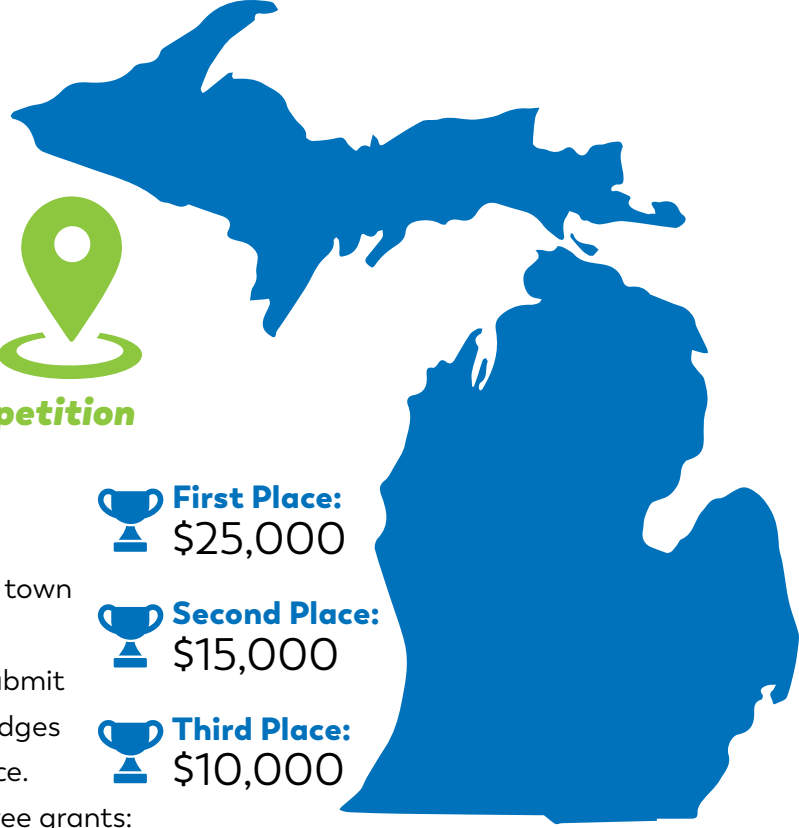 petition
First Place:
$25,000
town
Second Place:
$15,000
bmit
dges
Third Place:
$10,000
ce.
ee grants: